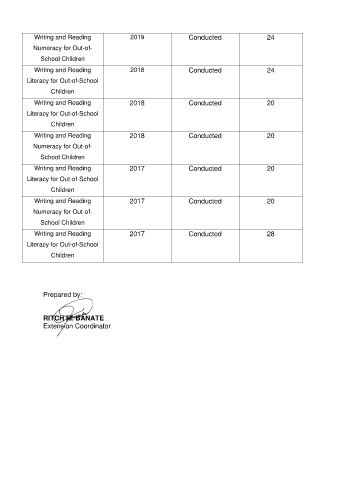 Writing and Reading 2019 Conducted 24
Numeracy for Out-of-
School Children
Writing and Reading 2018 Conducted 24
Literacy for Out-of-School
Children
Writing and Reading 2018 Conducted 20
Literacy for Out-of-School
Children
Writing and Reading 2018 Conducted 20
Numeracy for Out-of-
School Children
Writing and Reading 2017 Conducted 20
Literacy for Out-of-School
Children
Writing and Reading 2017 Conducted 20
Numeracy for Out-of-
School Children
Writing and Reading 2017 Conducted 28
Literacy for Out-of-School
Children
Prepared by:
RITCH M. BANATE
Extension Coordinator